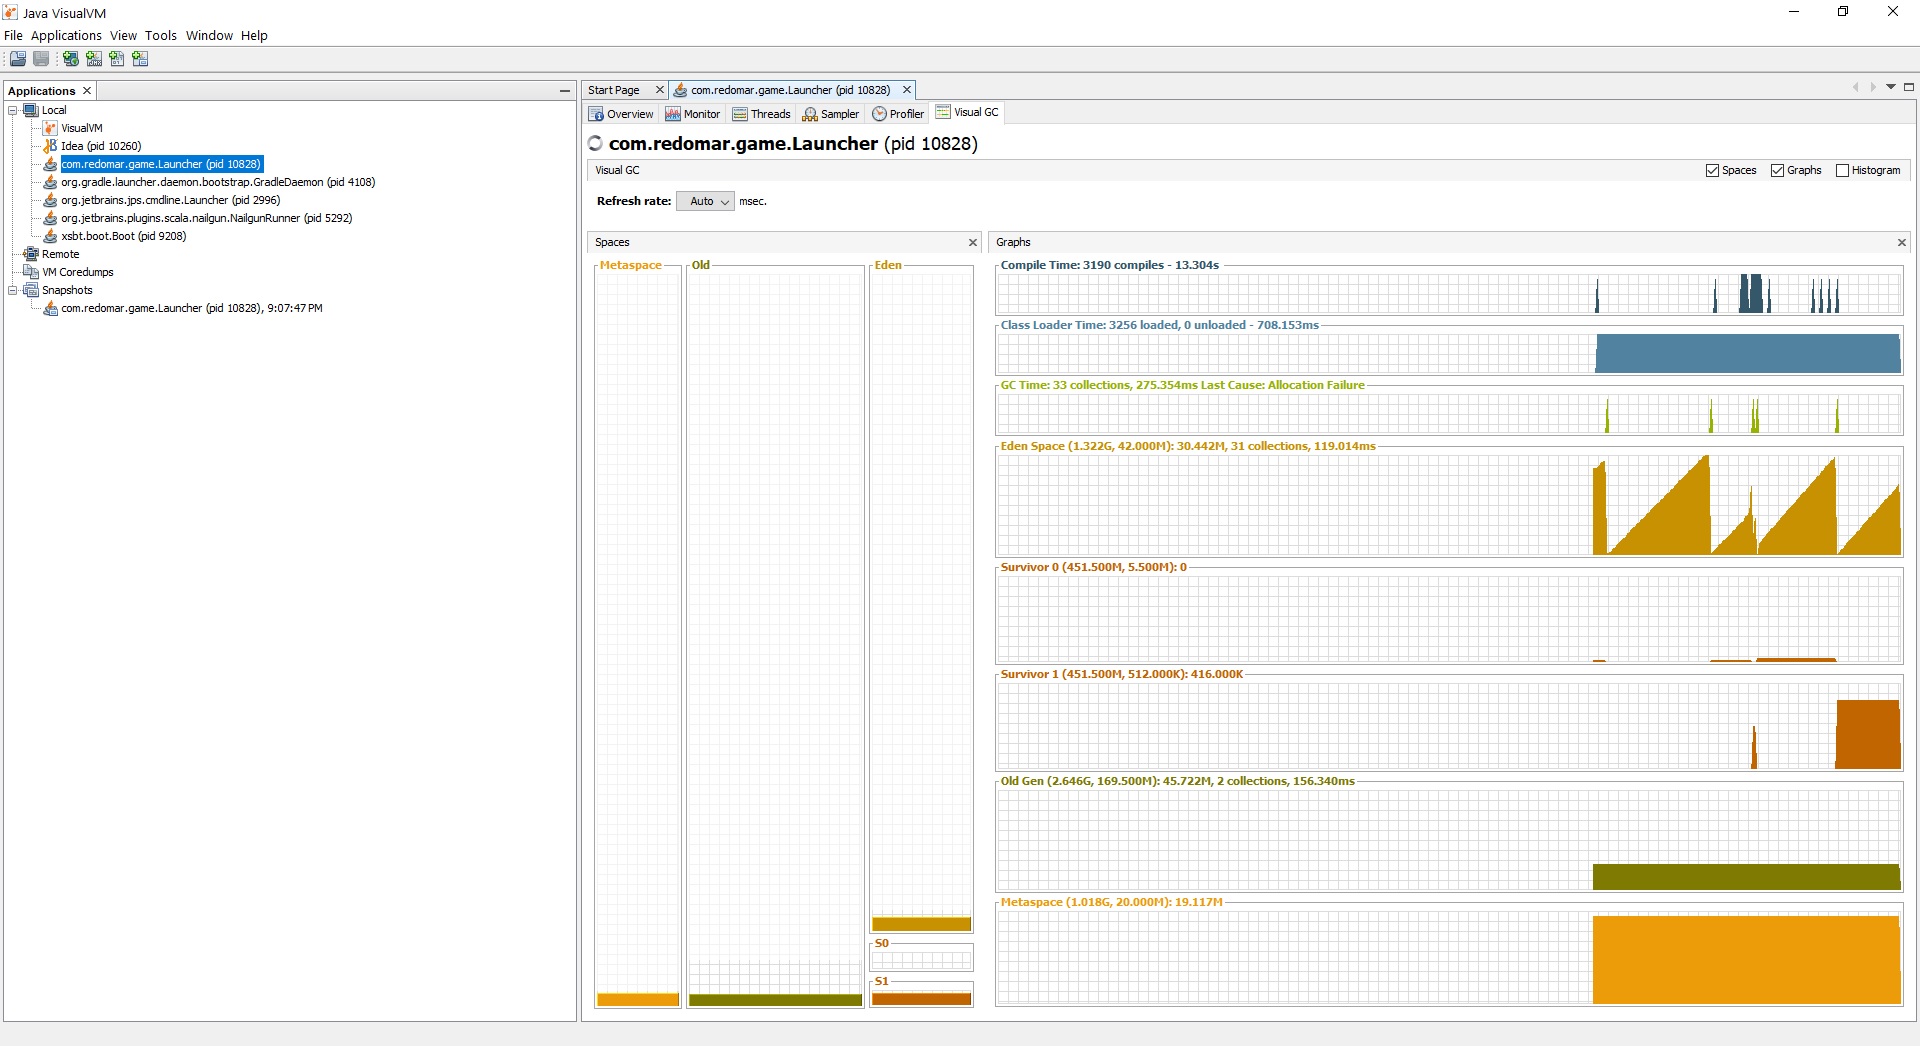 Java VisualVM
File Applications View Tools Window Help
Applications
Local
VisualVM
Idea (pid 10260)
com.redomar.game.Launcher (pid 10828)
org.gradle.launcher.daemon.bootstrap.GradleDaemon (pid 4108)
org.jetbrains.jps.cmdline.Launcher (pid 2996)
org.jetbrains.plugins.scala.nailgun.NailgunRunner (pid 5292)
xsbt.boot.Boot (pid 9208)
Remote
VM Coredumps
Snapshots
com.redomar.game.Launcher (pid 10828), 9:07:47 PM
Start Page com.redomar.game.Launcher (pid 10828)
Overview Monitor Threads Sampler Profiler Visual GC
com.redomar.game.Launcher (pid 10828)
Visual GC Spaces Graphs Histogram
Refresh rate: Auto msec.
Spaces
Metaspace Old Eden
S0
S1
Graphs
Compile Time: 3190 compiles - 13.304s
Class Loader Time: 3256 loaded, 0 unloaded - 708.153ms
GC Time: 33 collections, 275.354ms Last Cause: Allocation Failure
Eden Space (1.322G, 42.000M): 30.442M, 31 collections, 119.014ms
Survivor 0 (451.500M, 5.500M): 0
Survivor 1 (451.500M, 512.000K): 416.000K
Old Gen (2.646G, 169.500M): 45.722M, 2 collections, 156.340ms
Metaspace (1.018G, 20.000M): 19.117M